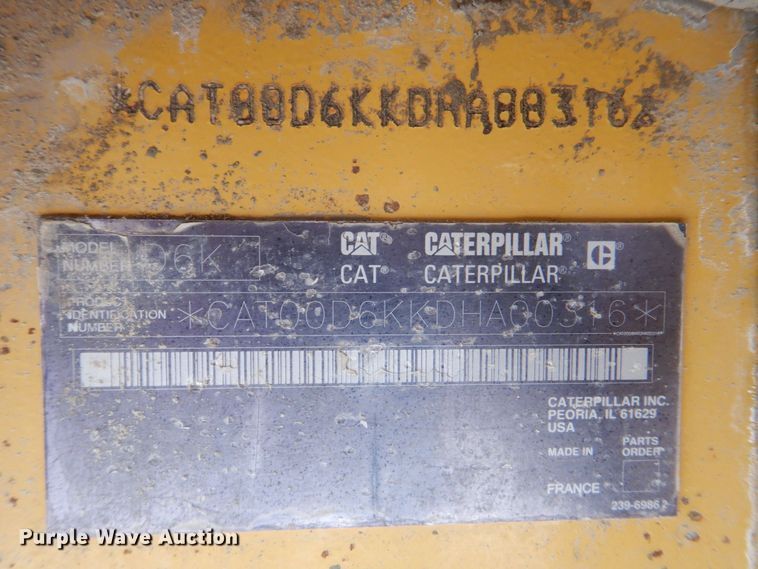 *CAT00D6KKDHA00316*
MODEL NUMBER D6K
CAT CATERPILLAR® C
CAT® CATERPILLAR®
PRODUCT IDENTIFICATION NUMBER *CAT00D6KKDHA00316*
CATERPILLAR INC.
PEORIA, IL 61629
USA
MADE IN PARTS ORDER
FRANCE
239-6986 2
Purple Wave Auction